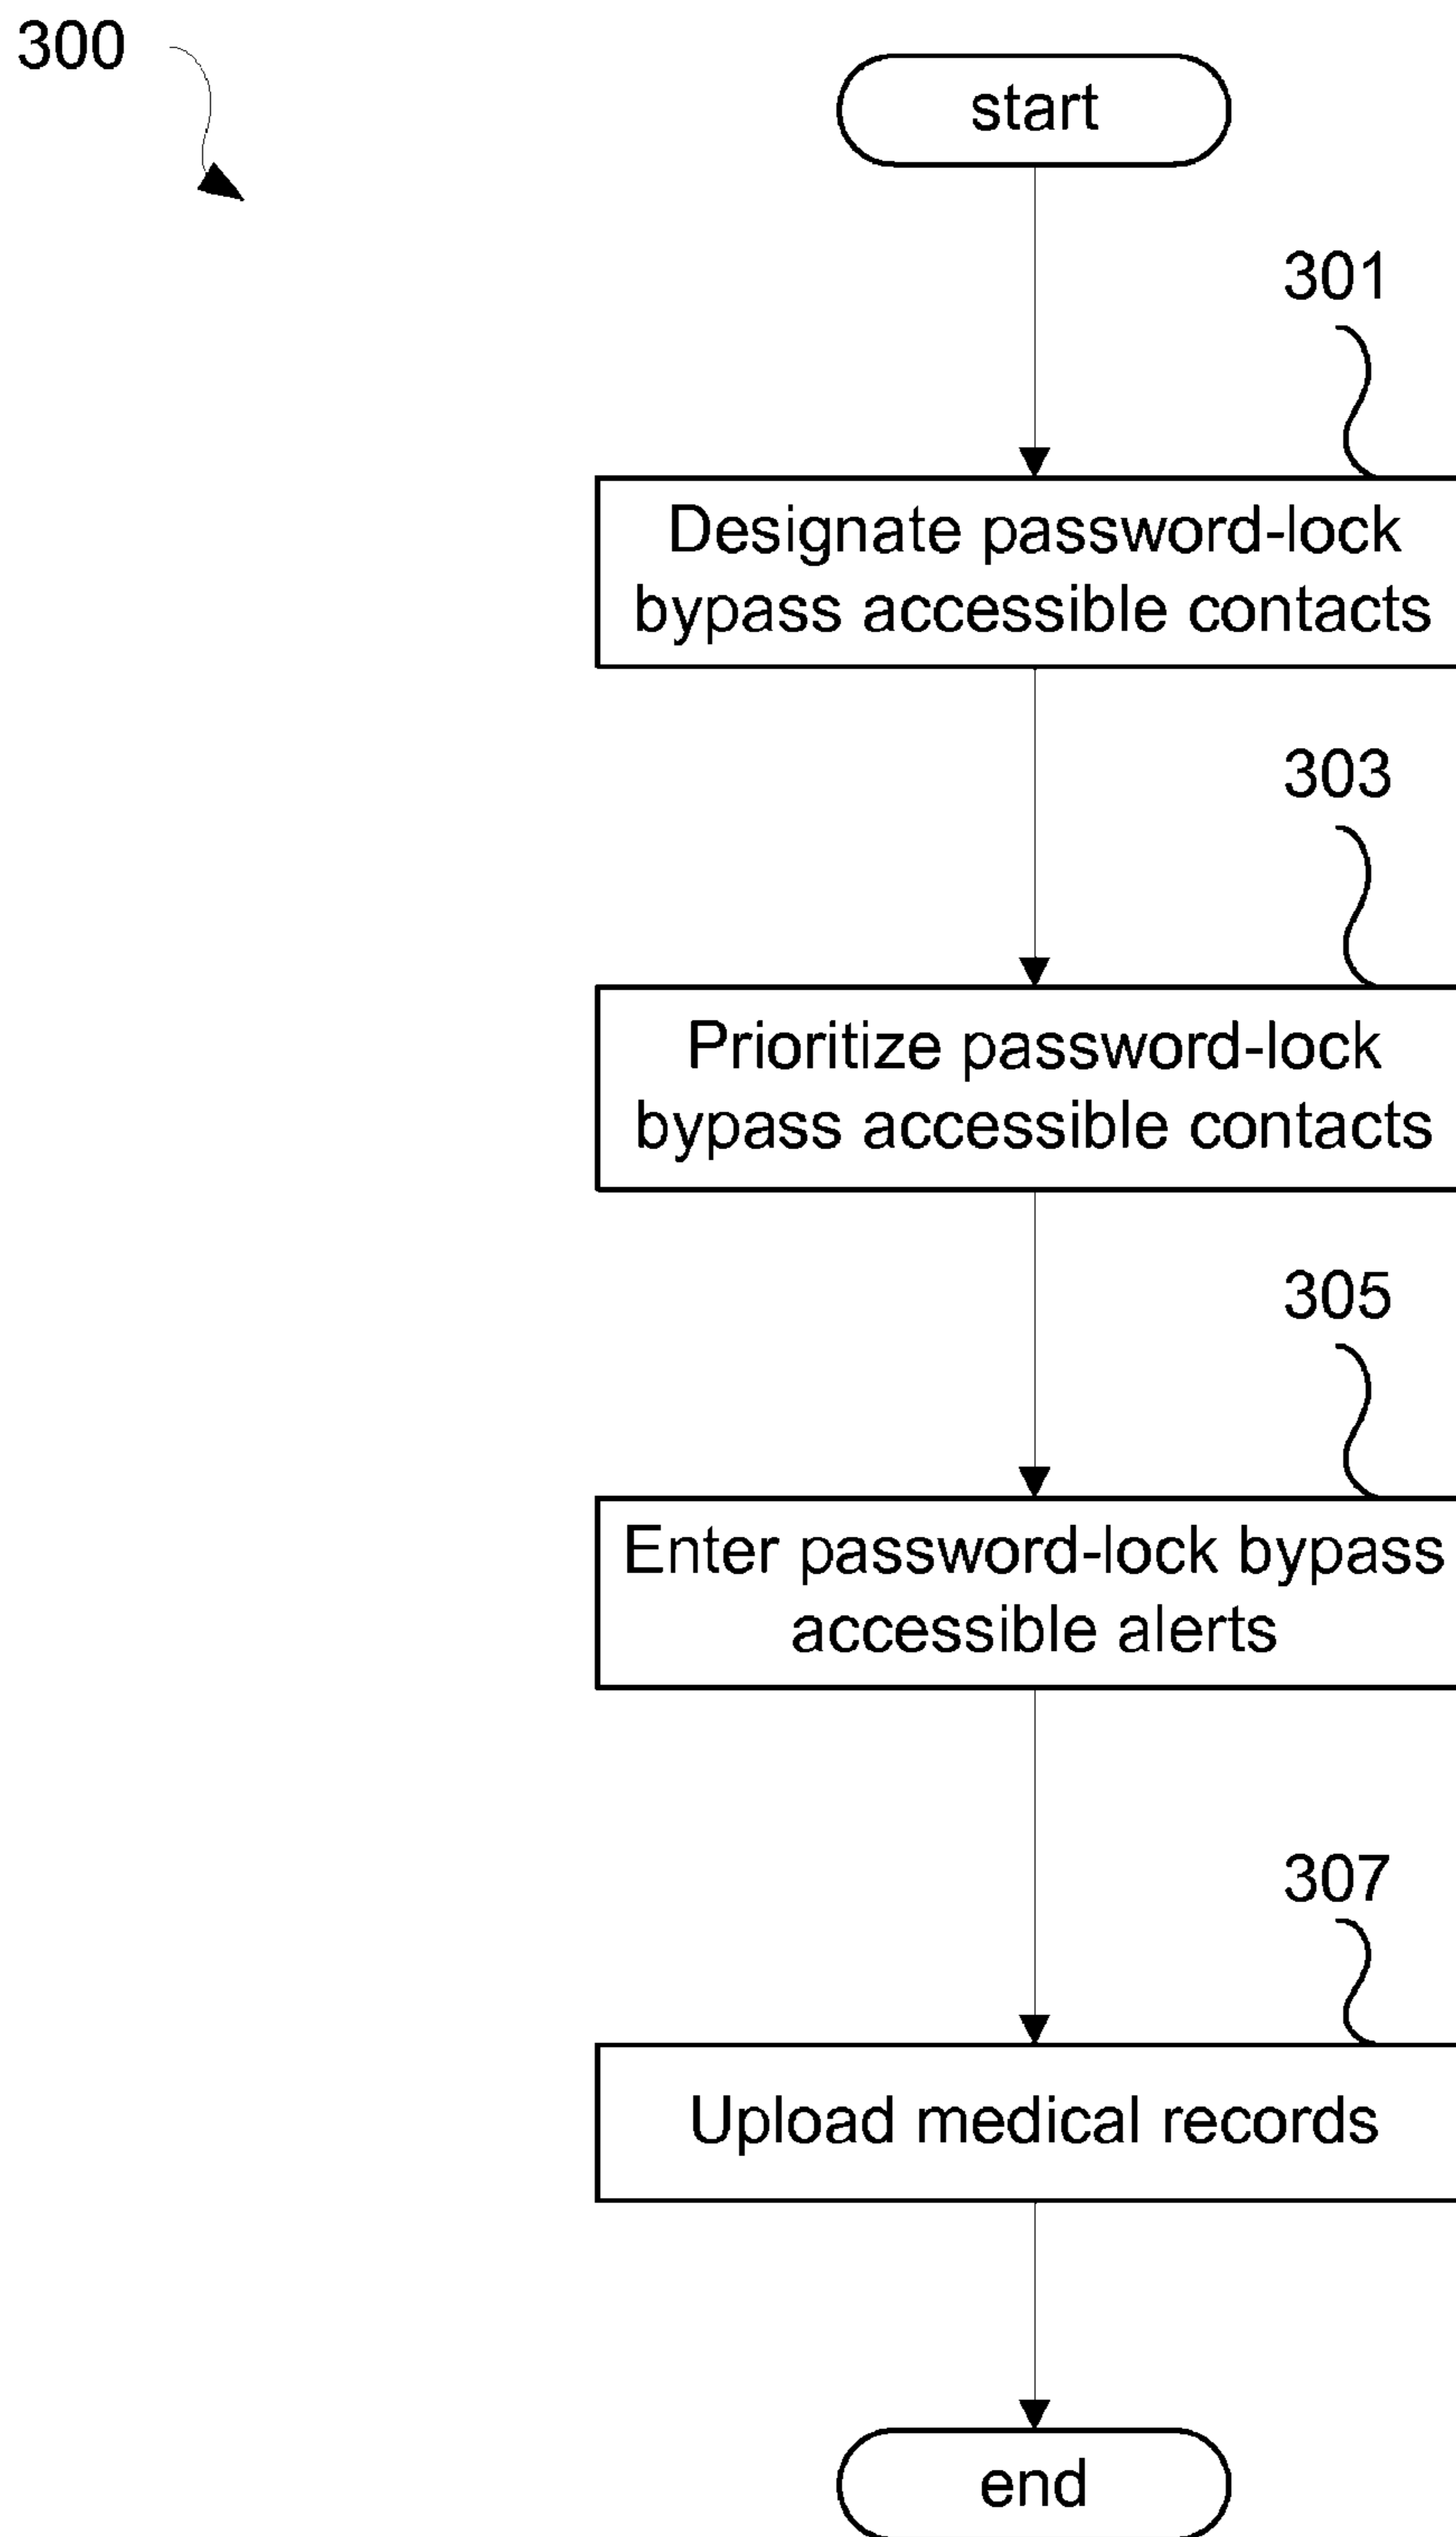 300
start
301
Designate password-lock
bypass accessible contacts
303
Prioritize password-lock
bypass accessible contacts
305
Enter password-lock bypass
accessible alerts
307
Upload medical records
end